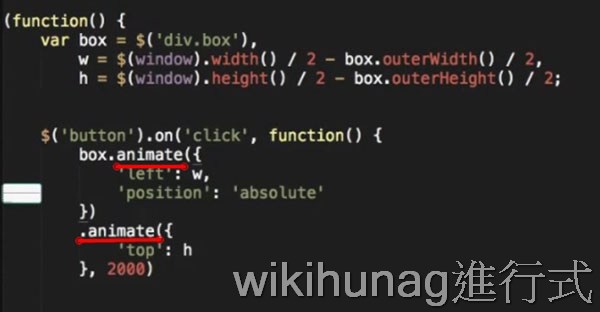 (function() {
var box = $('div.box'),
w = $(window).width() / 2 - box.outerWidth() / 2,
h = $(window).height() / 2 - box.outerHeight() / 2;
$('button').on('click', function() {
box.animate({
'left': w,
'position': 'absolute'
})
.animate({
'top': h
}, 2000)
wikihunag進行式